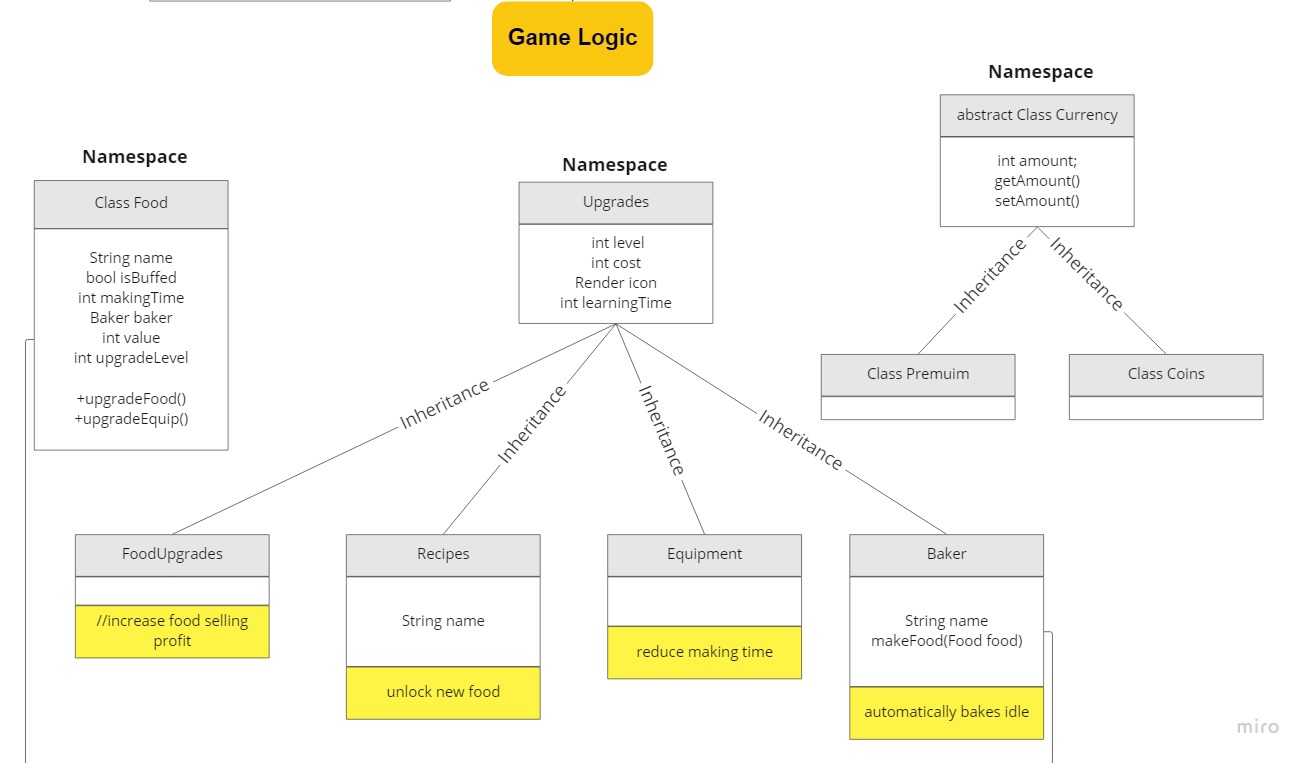 Game Logic
Namespace
abstract Class Currency
int amount;
getAmount()
setAmount()
Inheritance
Inheritance
Class Premuim
Class Coins
Namespace
Class Food
String name
bool isBuffed
int makingTime
Baker baker
int value
int upgradeLevel
+upgradeFood()
+upgradeEquip()
Namespace
Upgrades
int level
int cost
Render icon
int learningTime
Inheritance
Inheritance
Inheritance
Inheritance
FoodUpgrades
//increase food selling
profit
Recipes
String name
unlock new food
Equipment
reduce making time
Baker
String name
makeFood(Food food)
automatically bakes idle
miro